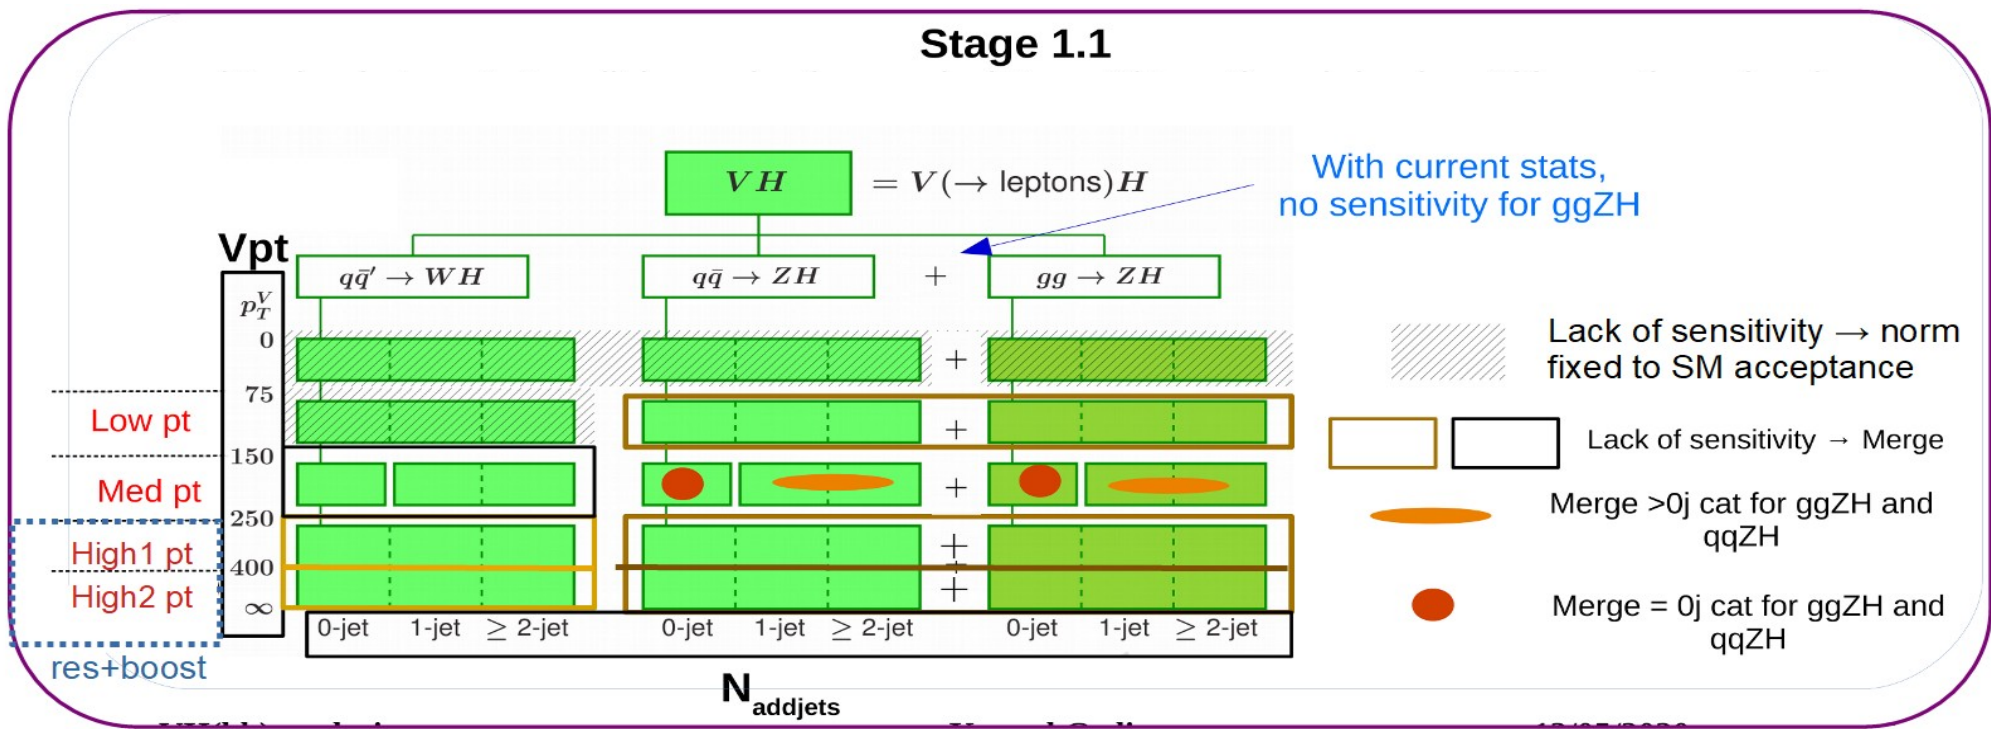 Stage 1.1
VH = V(→ leptons)H
With current stats,
no sensitivity for ggZH
Vpt
qq̄′ → WH
qq̄ → ZH
+
gg → ZH
p_T^V
0
+
Lack of sensitivity → norm
fixed to SM acceptance
75
Low pt
+
Lack of sensitivity → Merge
150
Med pt
+
Merge >0j cat for ggZH and
qqZH
250
High1 pt
+
400
High2 pt
+
∞
Merge = 0j cat for ggZH and
qqZH
0-jet 1-jet ≥ 2-jet
0-jet 1-jet ≥ 2-jet
0-jet 1-jet ≥ 2-jet
res+boost
N_addjets